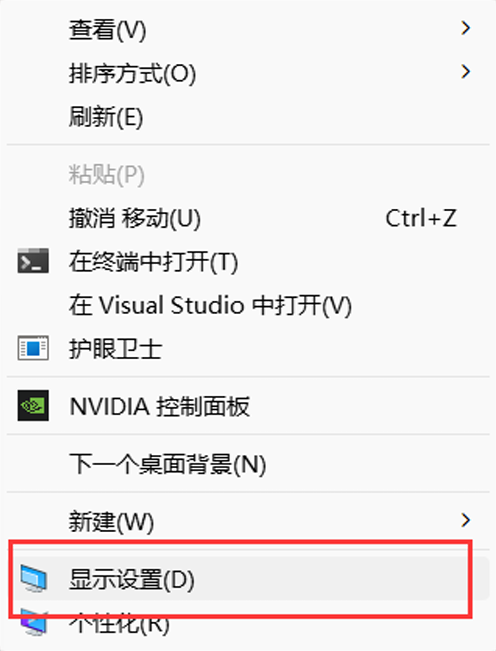 查看(V)
排序方式(O)
刷新(E)
粘贴(P)
撤消 移动(U) Ctrl+Z
在终端中打开(T)
在 Visual Studio 中打开(V)
护眼卫士
NVIDIA 控制面板
下一个桌面背景(N)
新建(W)
显示设置(D)
个性化(R)